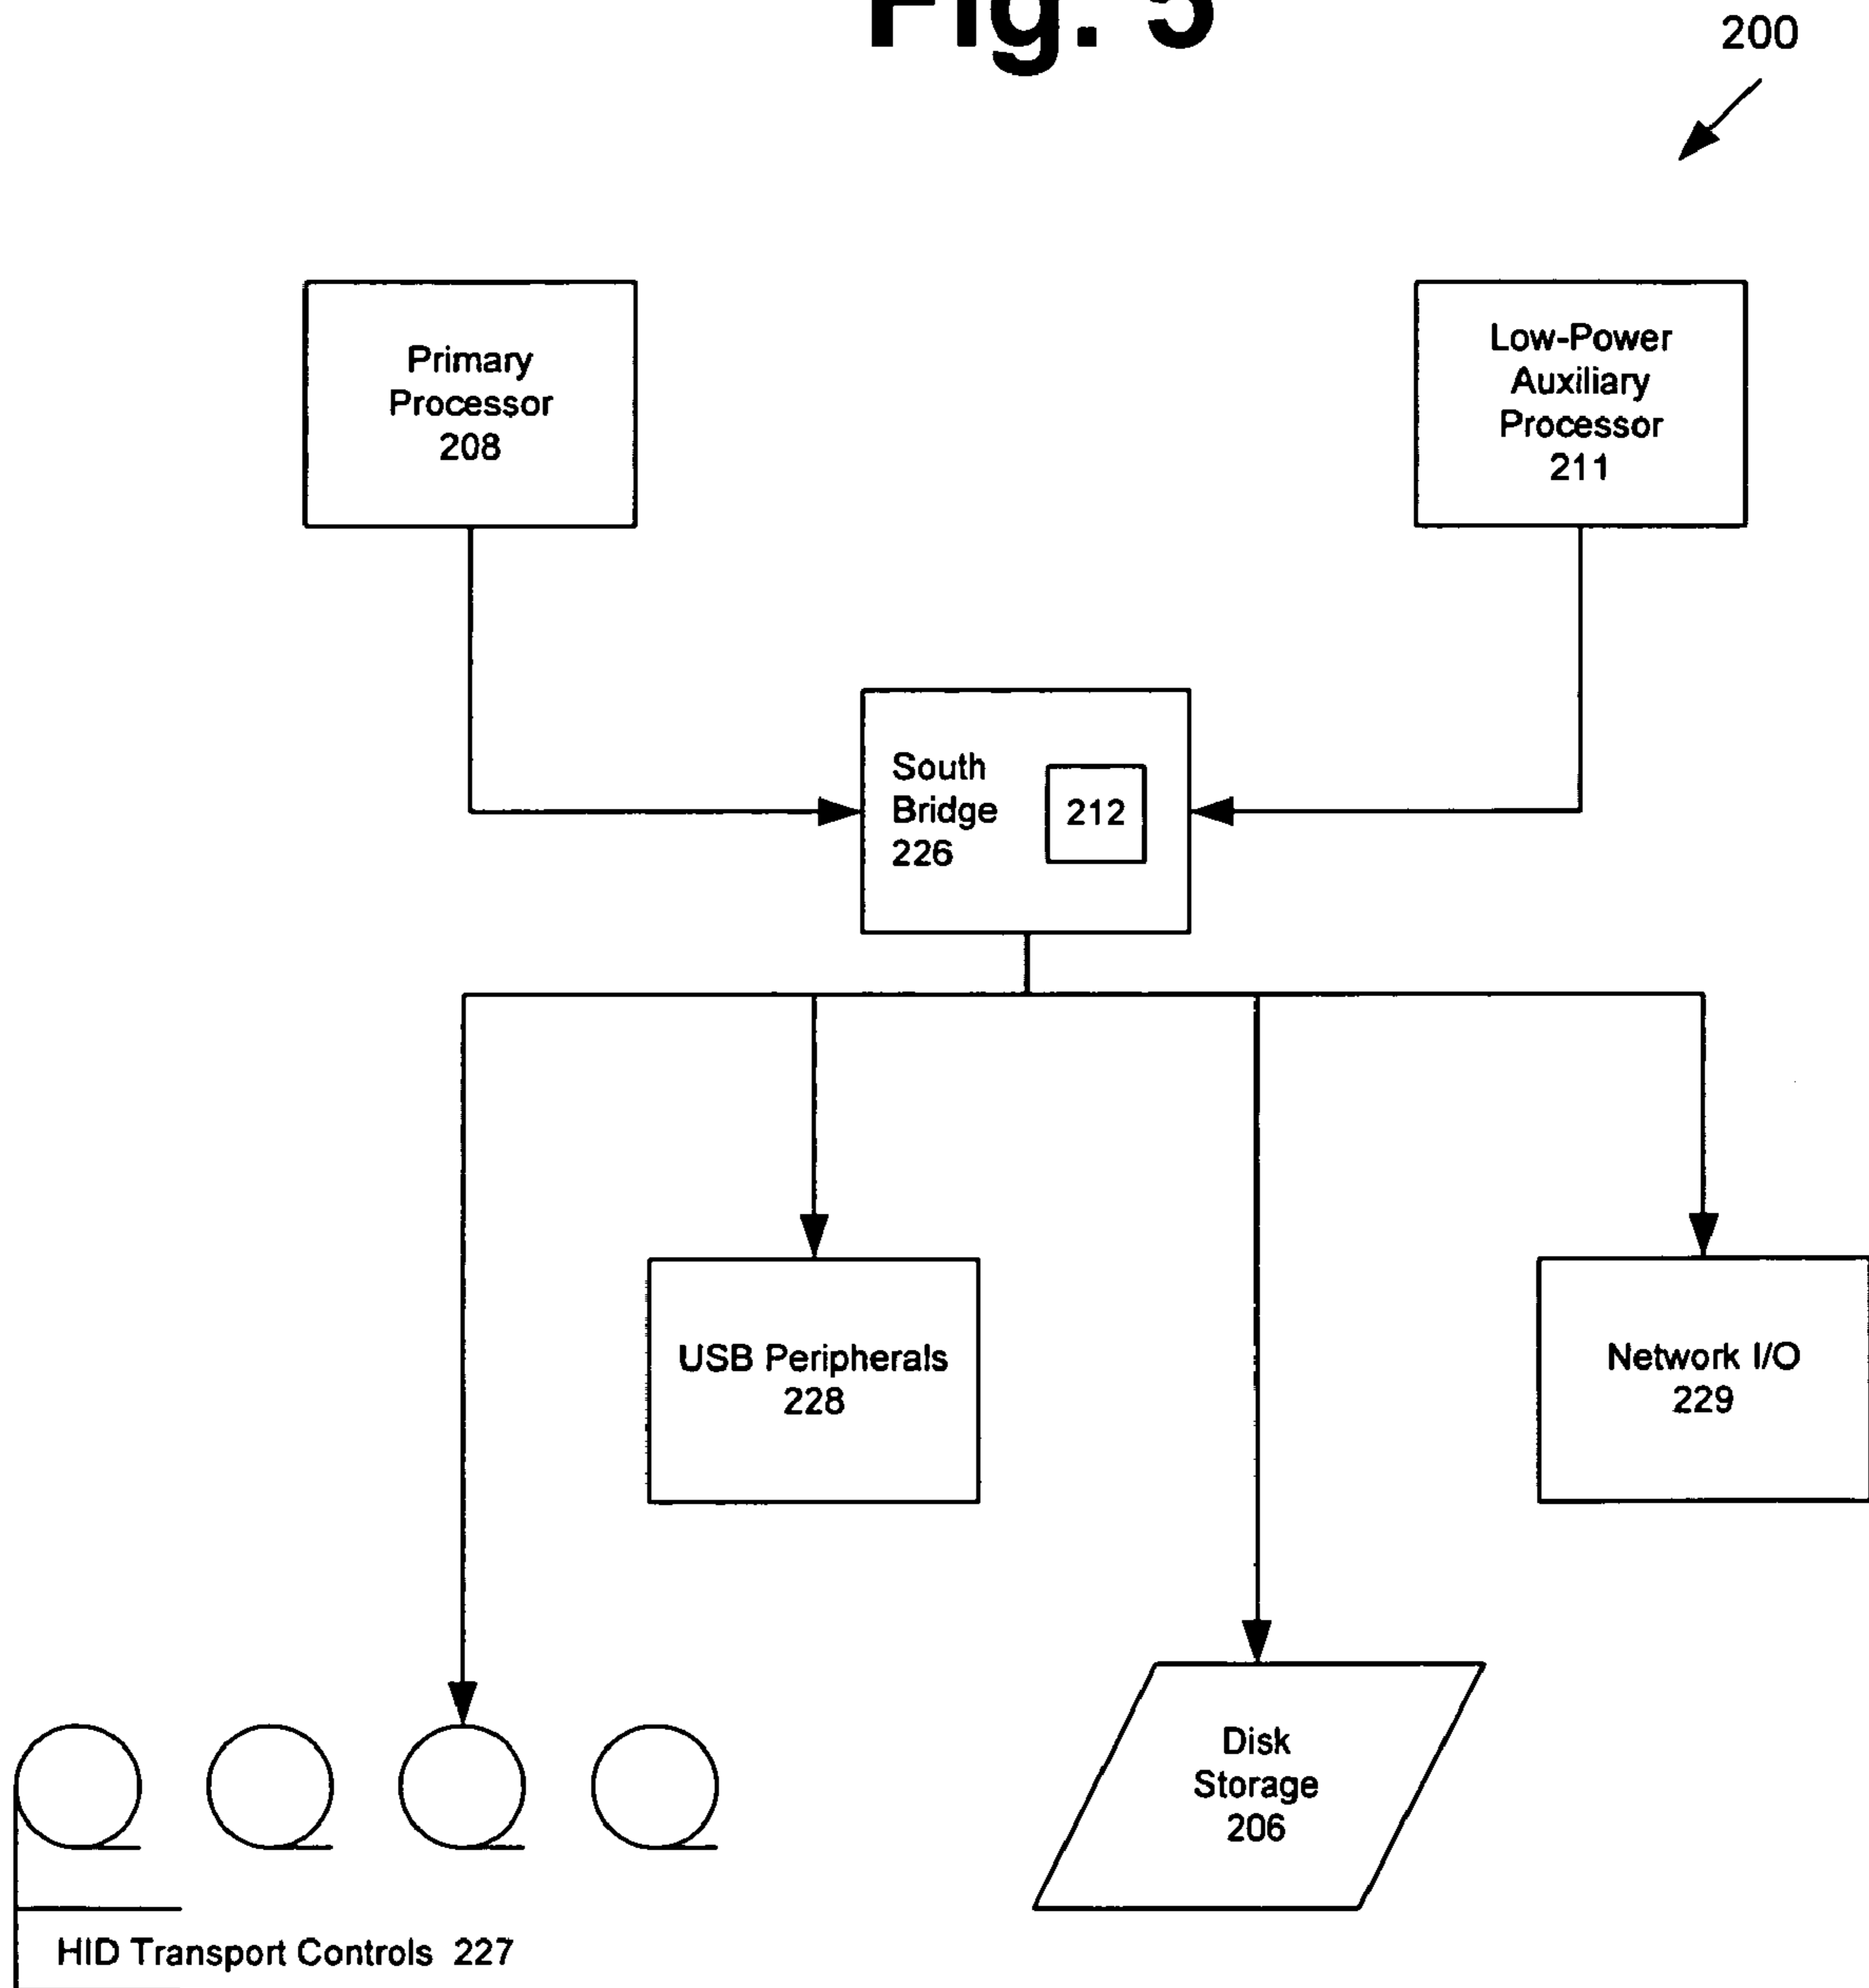 Fig. 5
200
Primary
Processor
208
Low-Power
Auxiliary
Processor
211
South
Bridge
226
212
USB Peripherals
228
Network I/O
229
Disk
Storage
206
HID Transport Controls 227